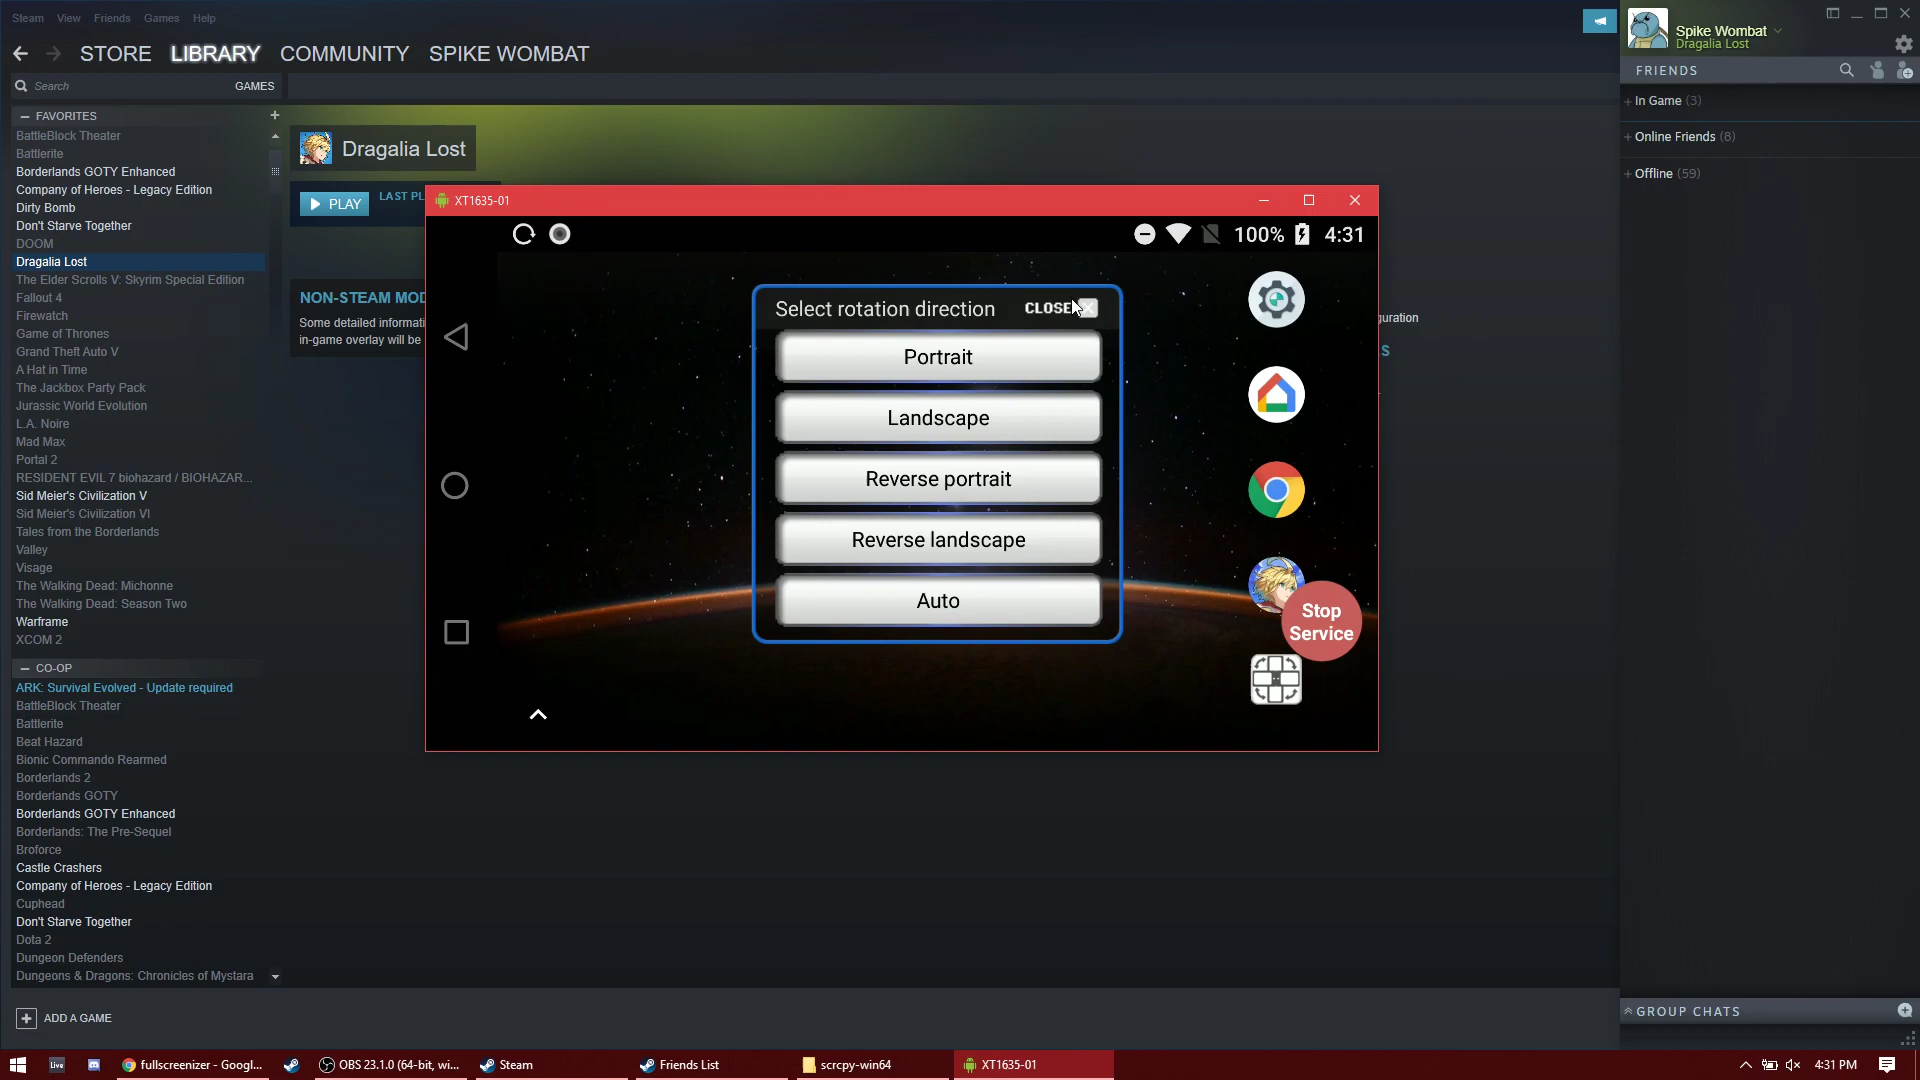 Steam View Friends Games Help
STORE LIBRARY COMMUNITY SPIKE WOMBAT
Search
GAMES
FAVORITES
BattleBlock Theater
Battlerite
Borderlands GOTY Enhanced
Company of Heroes - Legacy Edition
Dirty Bomb
Don't Starve Together
DOOM
Dragalia Lost
The Elder Scrolls V: Skyrim Special Edition
Fallout 4
Firewatch
Game of Thrones
Grand Theft Auto V
A Hat in Time
The Jackbox Party Pack
Jurassic World Evolution
L.A. Noire
Mad Max
Portal 2
RESIDENT EVIL 7 biohazard / BIOHAZAR...
Sid Meier's Civilization V
Sid Meier's Civilization VI
Tales from the Borderlands
Valley
Visage
The Walking Dead: Michonne
The Walking Dead: Season Two
Warframe
XCOM 2
CO-OP
ARK: Survival Evolved - Update required
BattleBlock Theater
Battlerite
Beat Hazard
Bionic Commando Rearmed
Borderlands 2
Borderlands GOTY
Borderlands GOTY Enhanced
Borderlands: The Pre-Sequel
Broforce
Castle Crashers
Company of Heroes - Legacy Edition
Cuphead
Don't Starve Together
Dota 2
Dungeon Defenders
Dungeons & Dragons: Chronicles of Mystara
ADD A GAME
Dragalia Lost
PLAY
LAST PL
NON-STEAM MOD
Some detailed informati
in-game overlay will be
guration
S
XT1635-01
100% 4:31
Select rotation direction CLOSE
Portrait
Landscape
Reverse portrait
Reverse landscape
Auto
Stop
Service
Spike Wombat
Dragalia Lost
FRIENDS
In Game (3)
Online Friends (8)
Offline (59)
GROUP CHATS
Live
fullscreenizer - Googl...
OBS 23.1.0 (64-bit, wi...
Steam
Friends List
scrcpy-win64
XT1635-01
4:31 PM